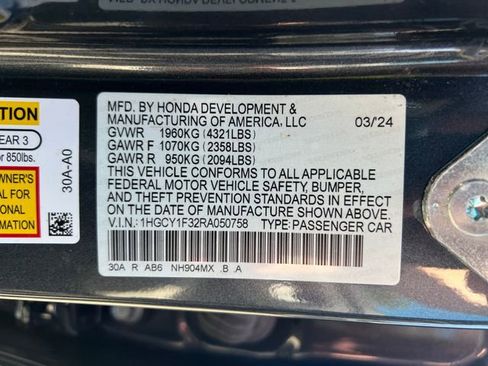 MFD. BY HONDA DEVELOPMENT &
MANUFACTURING OF AMERICA, LLC 03/24
GVWR 1960KG (4321LBS)
GAWR F 1070KG (2358LBS)
GAWR R 950KG (2094LBS)
THIS VEHICLE CONFORMS TO ALL APPLICABLE
FEDERAL MOTOR VEHICLE SAFETY, BUMPER,
AND THEFT PREVENTION STANDARDS IN EFFECT
ON THE DATE OF MANUFACTURE SHOWN ABOVE.
V.I.N.: 1HGCY1F32RA050758 TYPE: PASSENGER CAR
30A R AB6 NH904MX .B .A
TION
EAR 3
r 850lbs.
WNER'S
AL FOR
IONAL
MATION
30A-A0